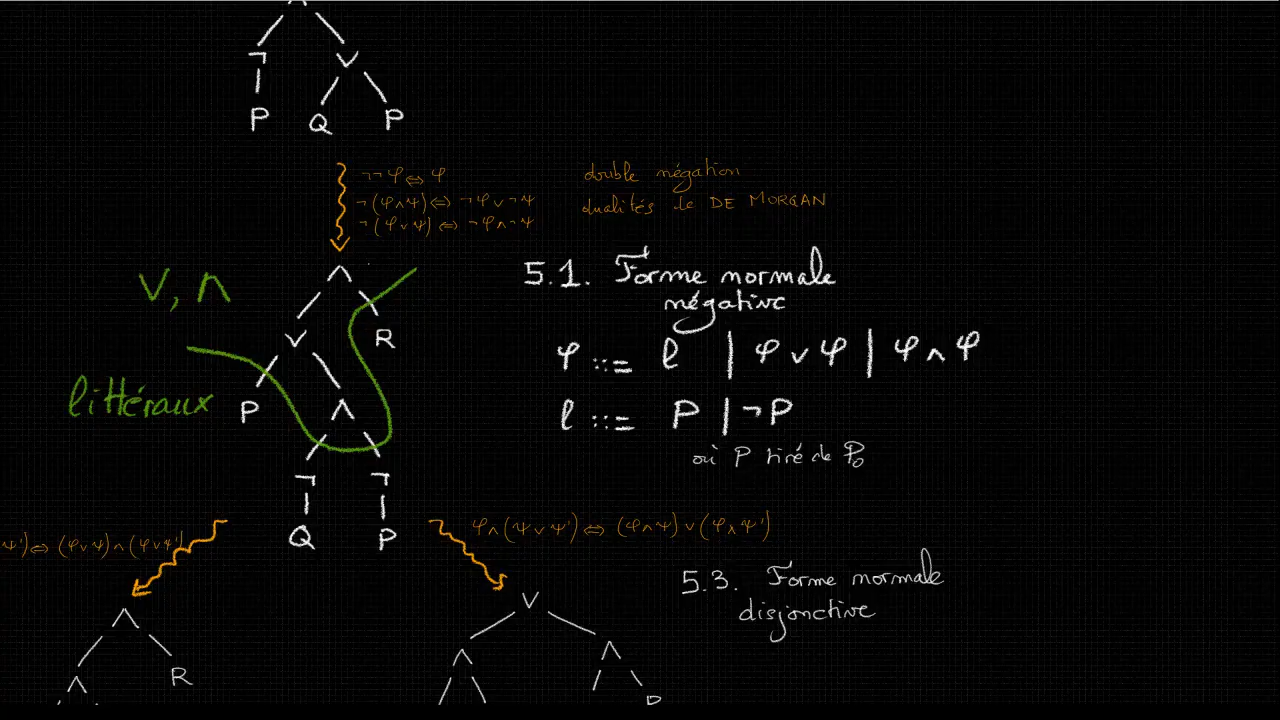 ¬ ∨
P Q P
¬¬φ ⇔ φ double négation
¬(φ∧ψ) ⇔ ¬φ∨¬ψ dualités de DE MORGAN
¬(φ∨ψ) ⇔ ¬φ∧¬ψ
∨, ∧
littéraux
∧
∨ R
P ∧
¬ ¬
Q P
5.1. Forme normale
négative
φ ::= l | φ∨φ | φ∧φ
l ::= P | ¬P
où P tiré de P₀
ψ') ⇔ (φ∨ψ)∧(φ∨ψ')
φ∧(ψ∨ψ') ⇔ (φ∧ψ)∨(φ∧ψ')
5.3. Forme normale
disjonctive
∧
∧ R
∨
∧ ∧